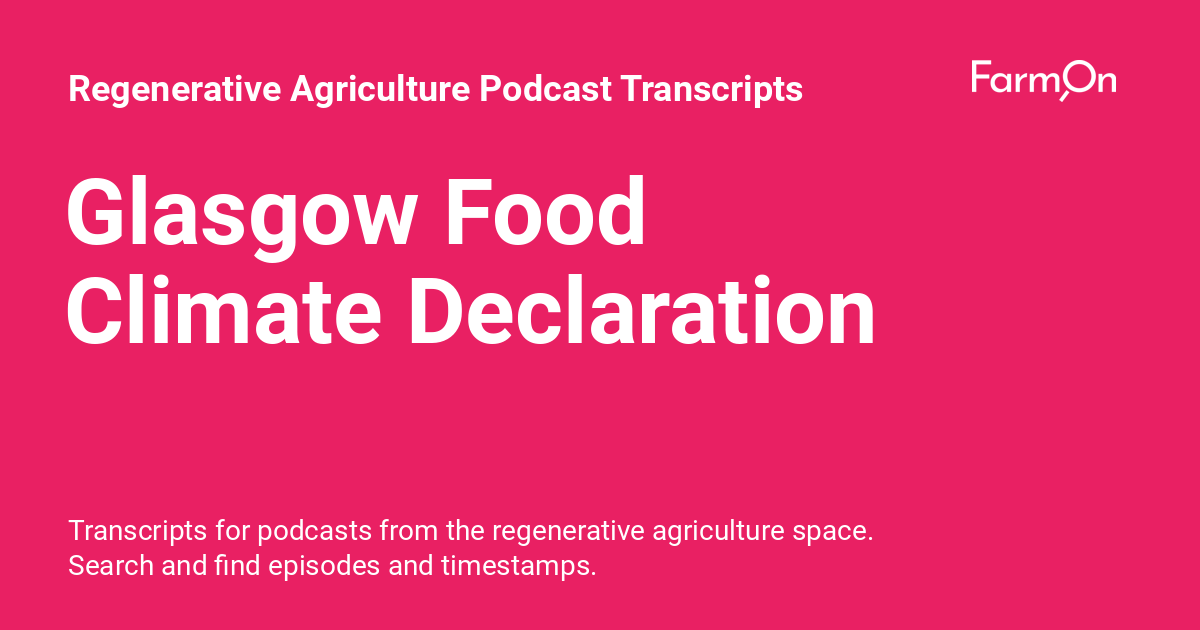 Regenerative Agriculture Podcast Transcripts
FarmOn
Glasgow Food
Climate Declaration
Transcripts for podcasts from the regenerative agriculture space.
Search and find episodes and timestamps.